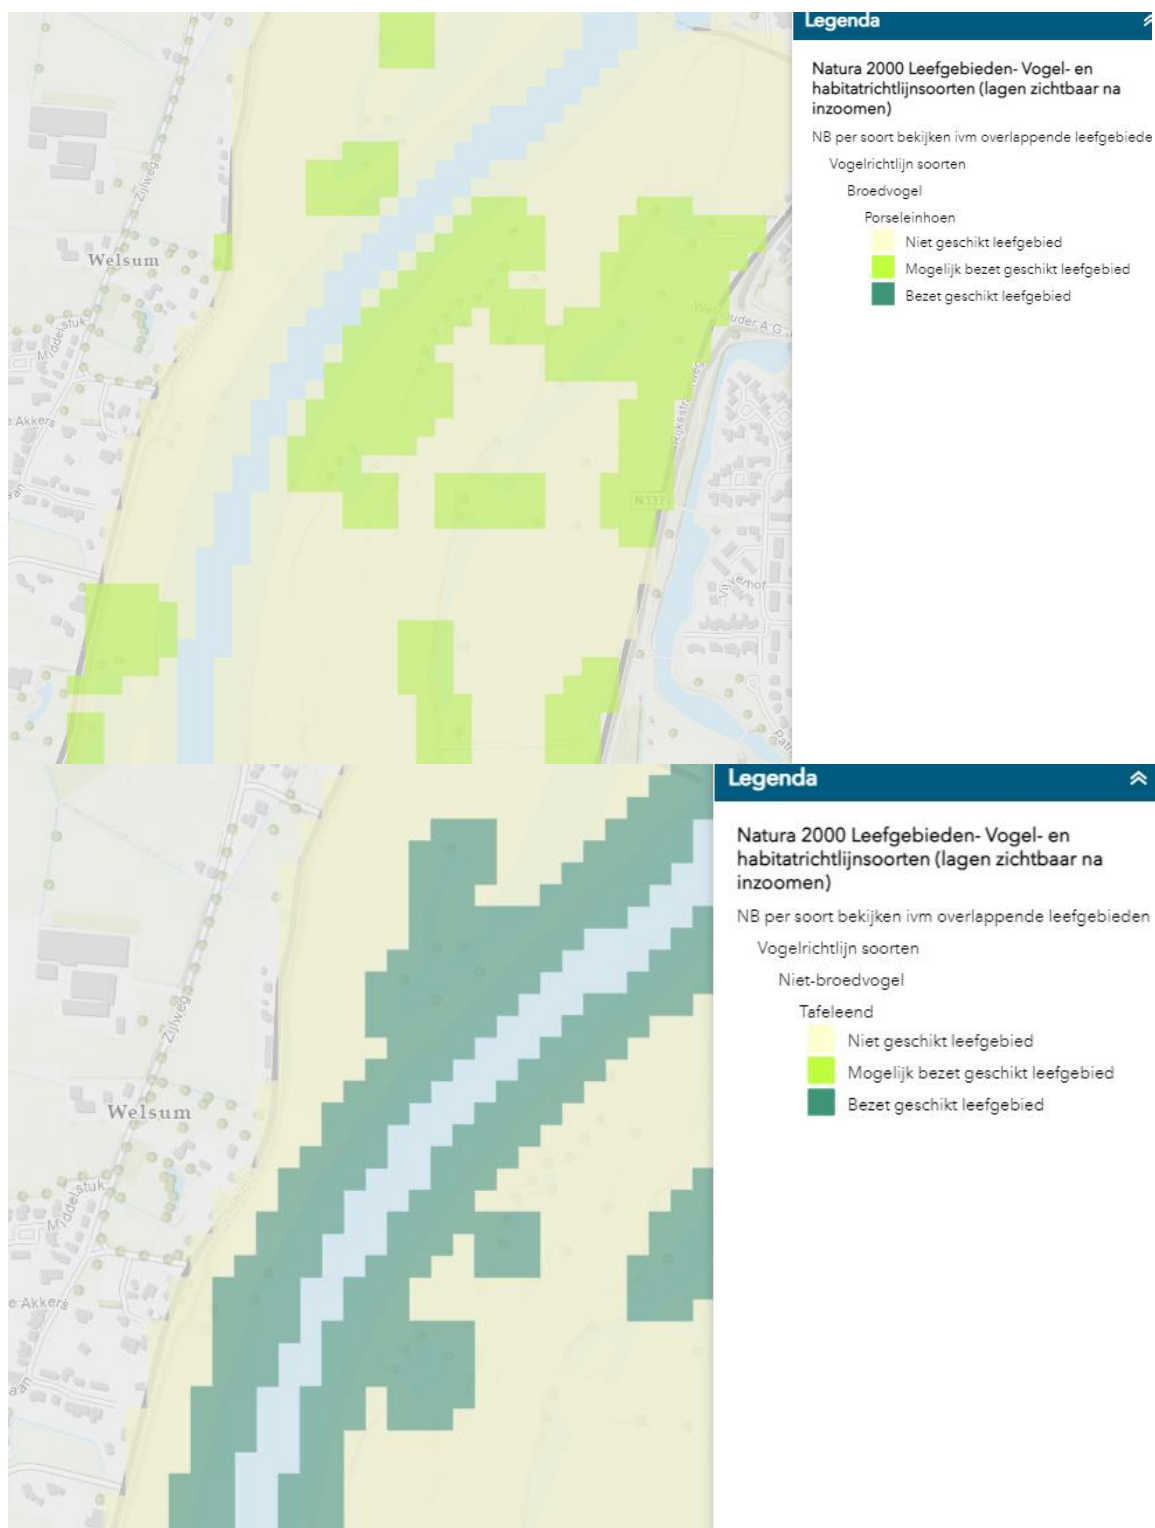 Legenda
Natura 2000 Leefgebieden- Vogel- en
habitatrichtlijnsoorten (lagen zichtbaar na
inzoomen)
NB per soort bekijken ivm overlappende leefgebiede
Vogelrichtlijn soorten
Broedvogel
Porseleinhoen
Niet geschikt leefgebied
Mogelijk bezet geschikt leefgebied
Bezet geschikt leefgebied
Zijlweg
Welsum
Middelstuk
Akkers
Rijksstraatweg
N337
Legenda
Natura 2000 Leefgebieden- Vogel- en
habitatrichtlijnsoorten (lagen zichtbaar na
inzoomen)
NB per soort bekijken ivm overlappende leefgebieden
Vogelrichtlijn soorten
Niet-broedvogel
Tafeleend
Niet geschikt leefgebied
Mogelijk bezet geschikt leefgebied
Bezet geschikt leefgebied
Zijlweg
Welsum
Middelstuk
e Akkers